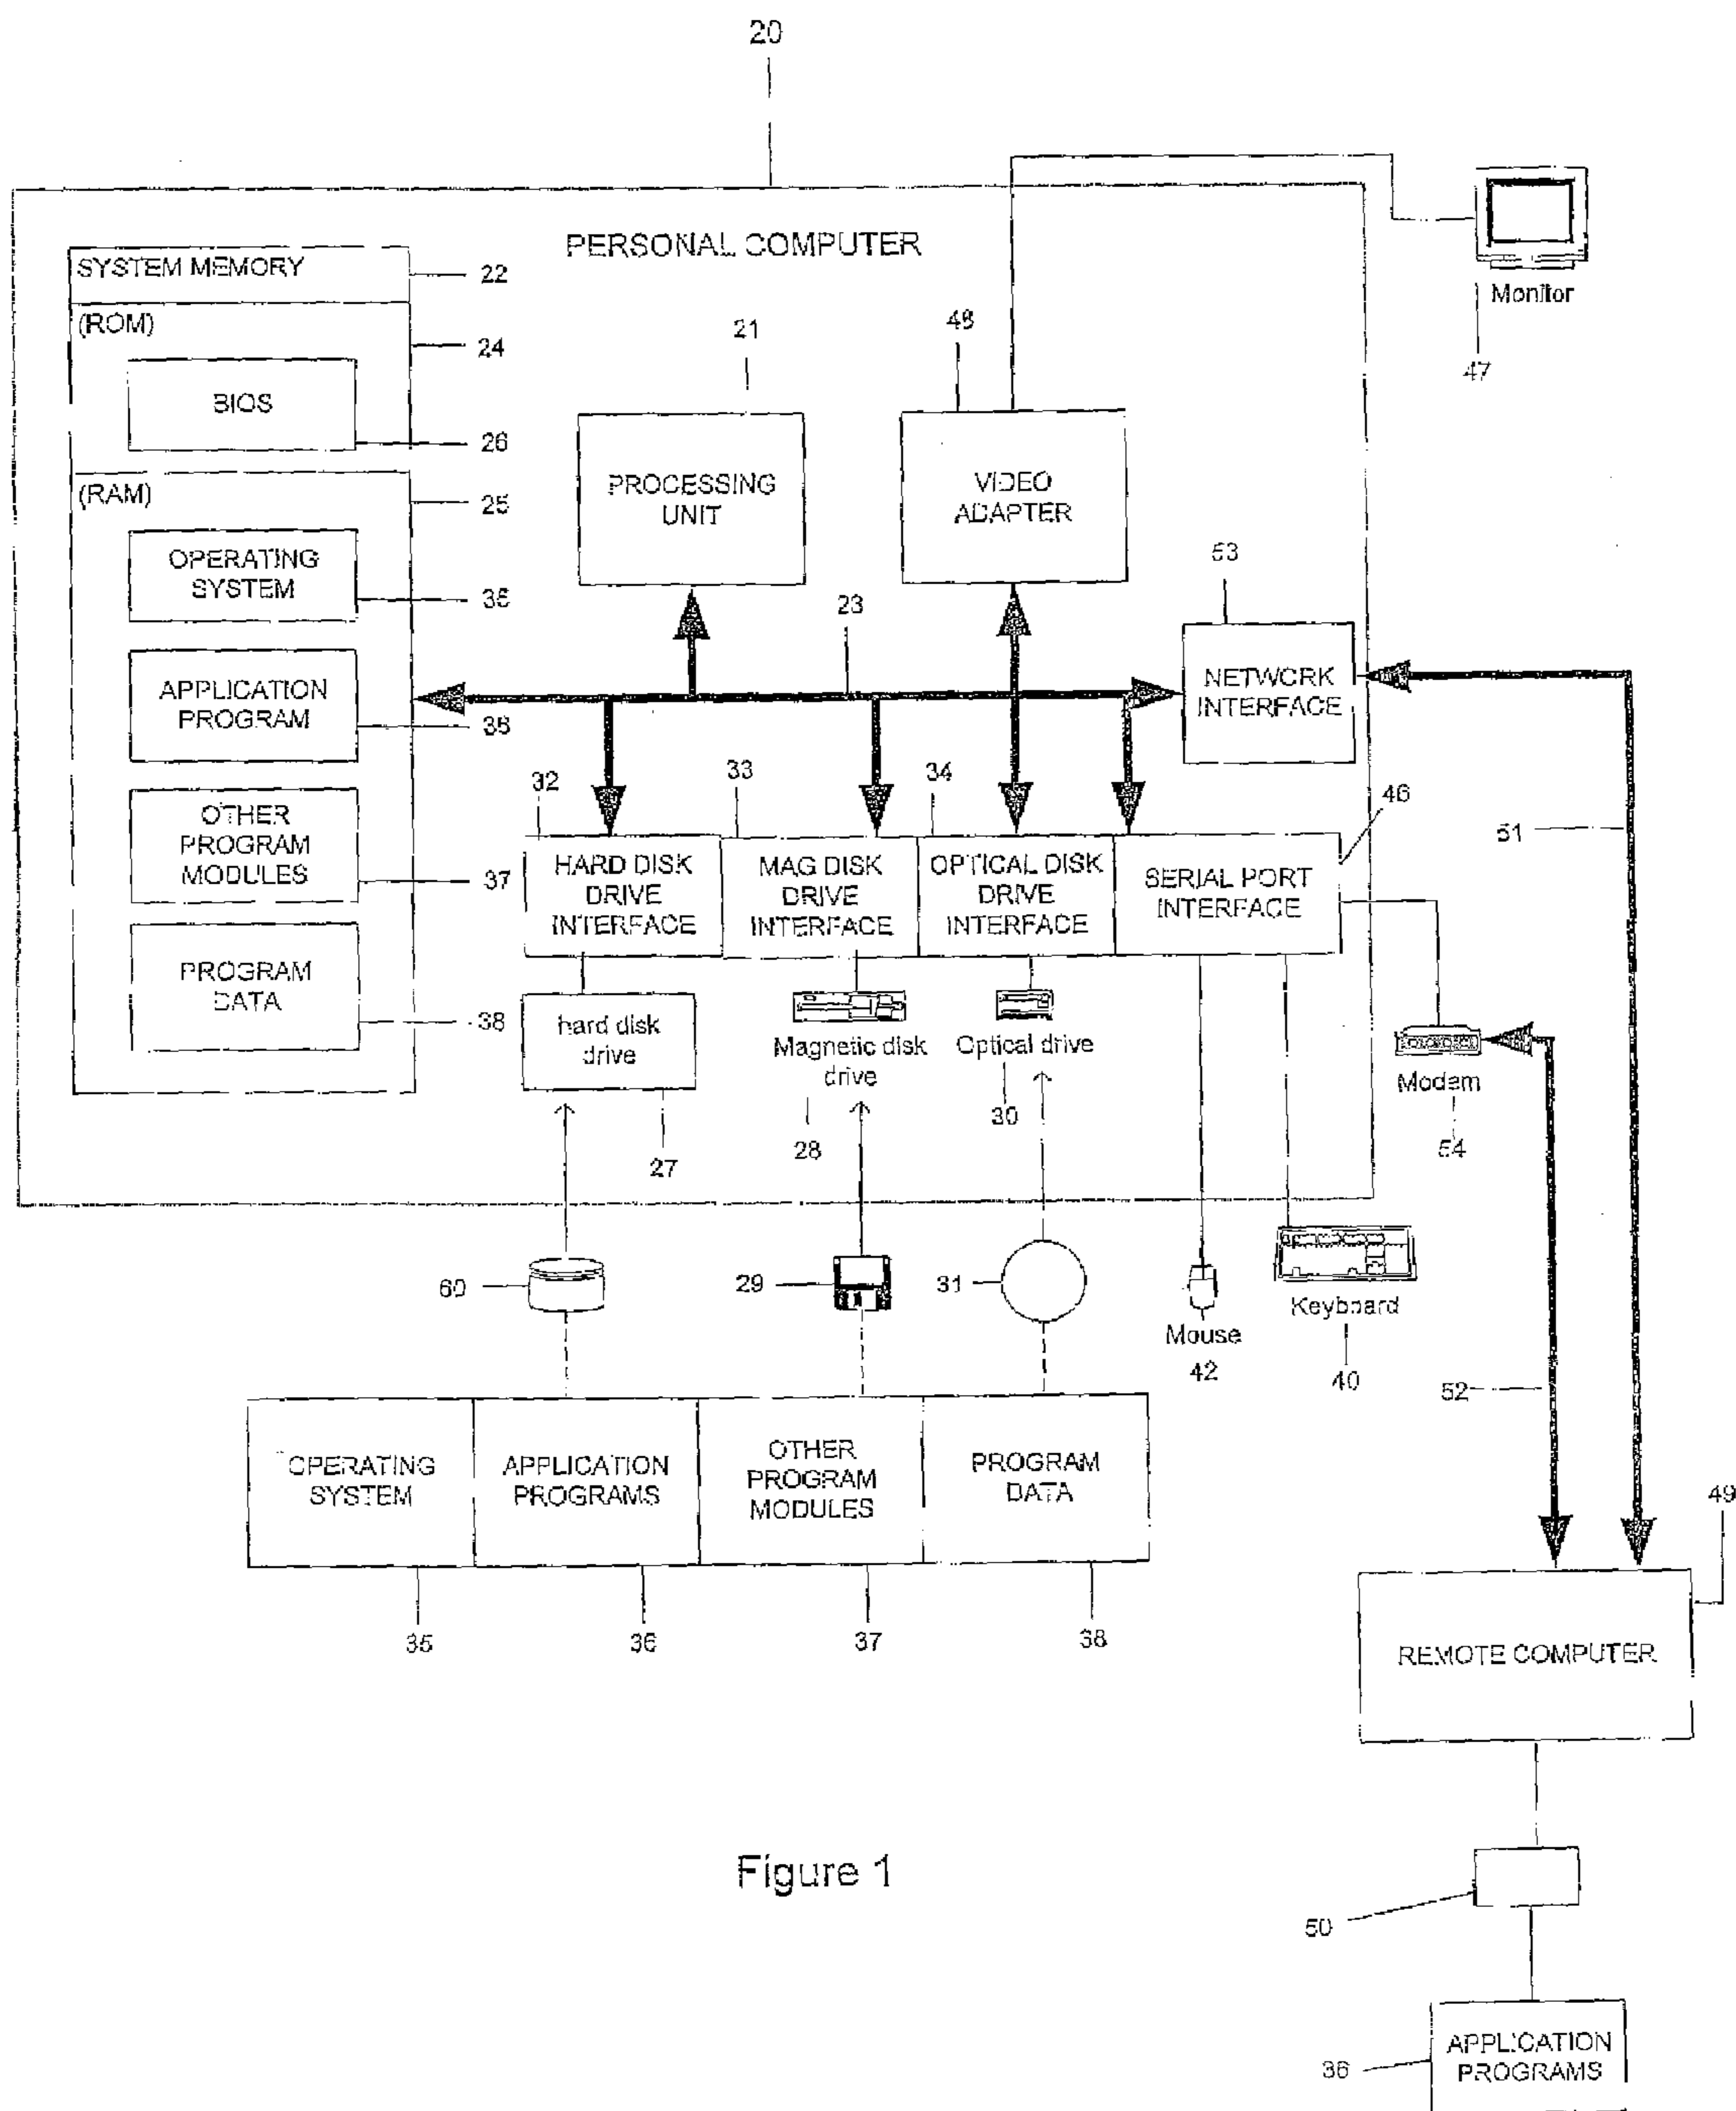 20
PERSONAL COMPUTER
SYSTEM MEMORY
22
(ROM)
24
BIOS
26
(RAM)
25
OPERATING
SYSTEM
35
APPLICATION
PROGRAM
36
OTHER
PROGRAM
MODULES
37
PROGRAM
DATA
38
21
PROCESSING
UNIT
48
VIDEO
ADAPTER
Monitor
47
23
53
NETWORK
INTERFACE
32
HARD DISK
DRIVE
INTERFACE
33
MAG DISK
DRIVE
INTERFACE
34
OPTICAL DISK
DRIVE
INTERFACE
46
SERIAL PORT
INTERFACE
51
hard disk
drive
27
Magnetic disk
drive
28
Optical drive
30
Modem
54
60
29
31
Mouse
42
Keyboard
40
52
OPERATING
SYSTEM
APPLICATION
PROGRAMS
OTHER
PROGRAM
MODULES
PROGRAM
DATA
35
36
37
38
49
REMOTE COMPUTER
Figure 1
50
36
APPLICATION
PROGRAMS